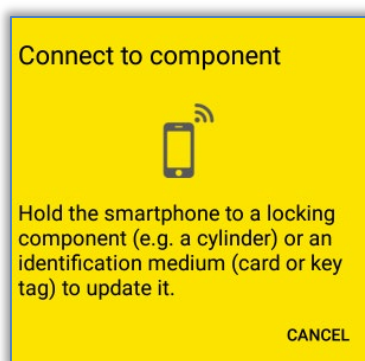 Connect to component
Hold the smartphone to a locking
component (e.g. a cylinder) or an
identification medium (card or key
tag) to update it.
CANCEL